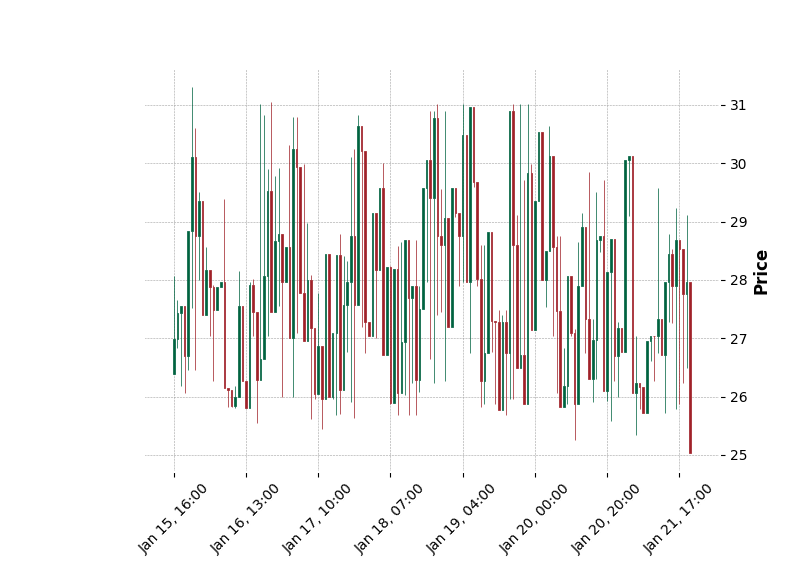 31
30
29
28
27
26
25
Price
Jan 15, 16:00
Jan 16, 13:00
Jan 17, 10:00
Jan 18, 07:00
Jan 19, 04:00
Jan 20, 00:00
Jan 20, 20:00
Jan 21, 17:00